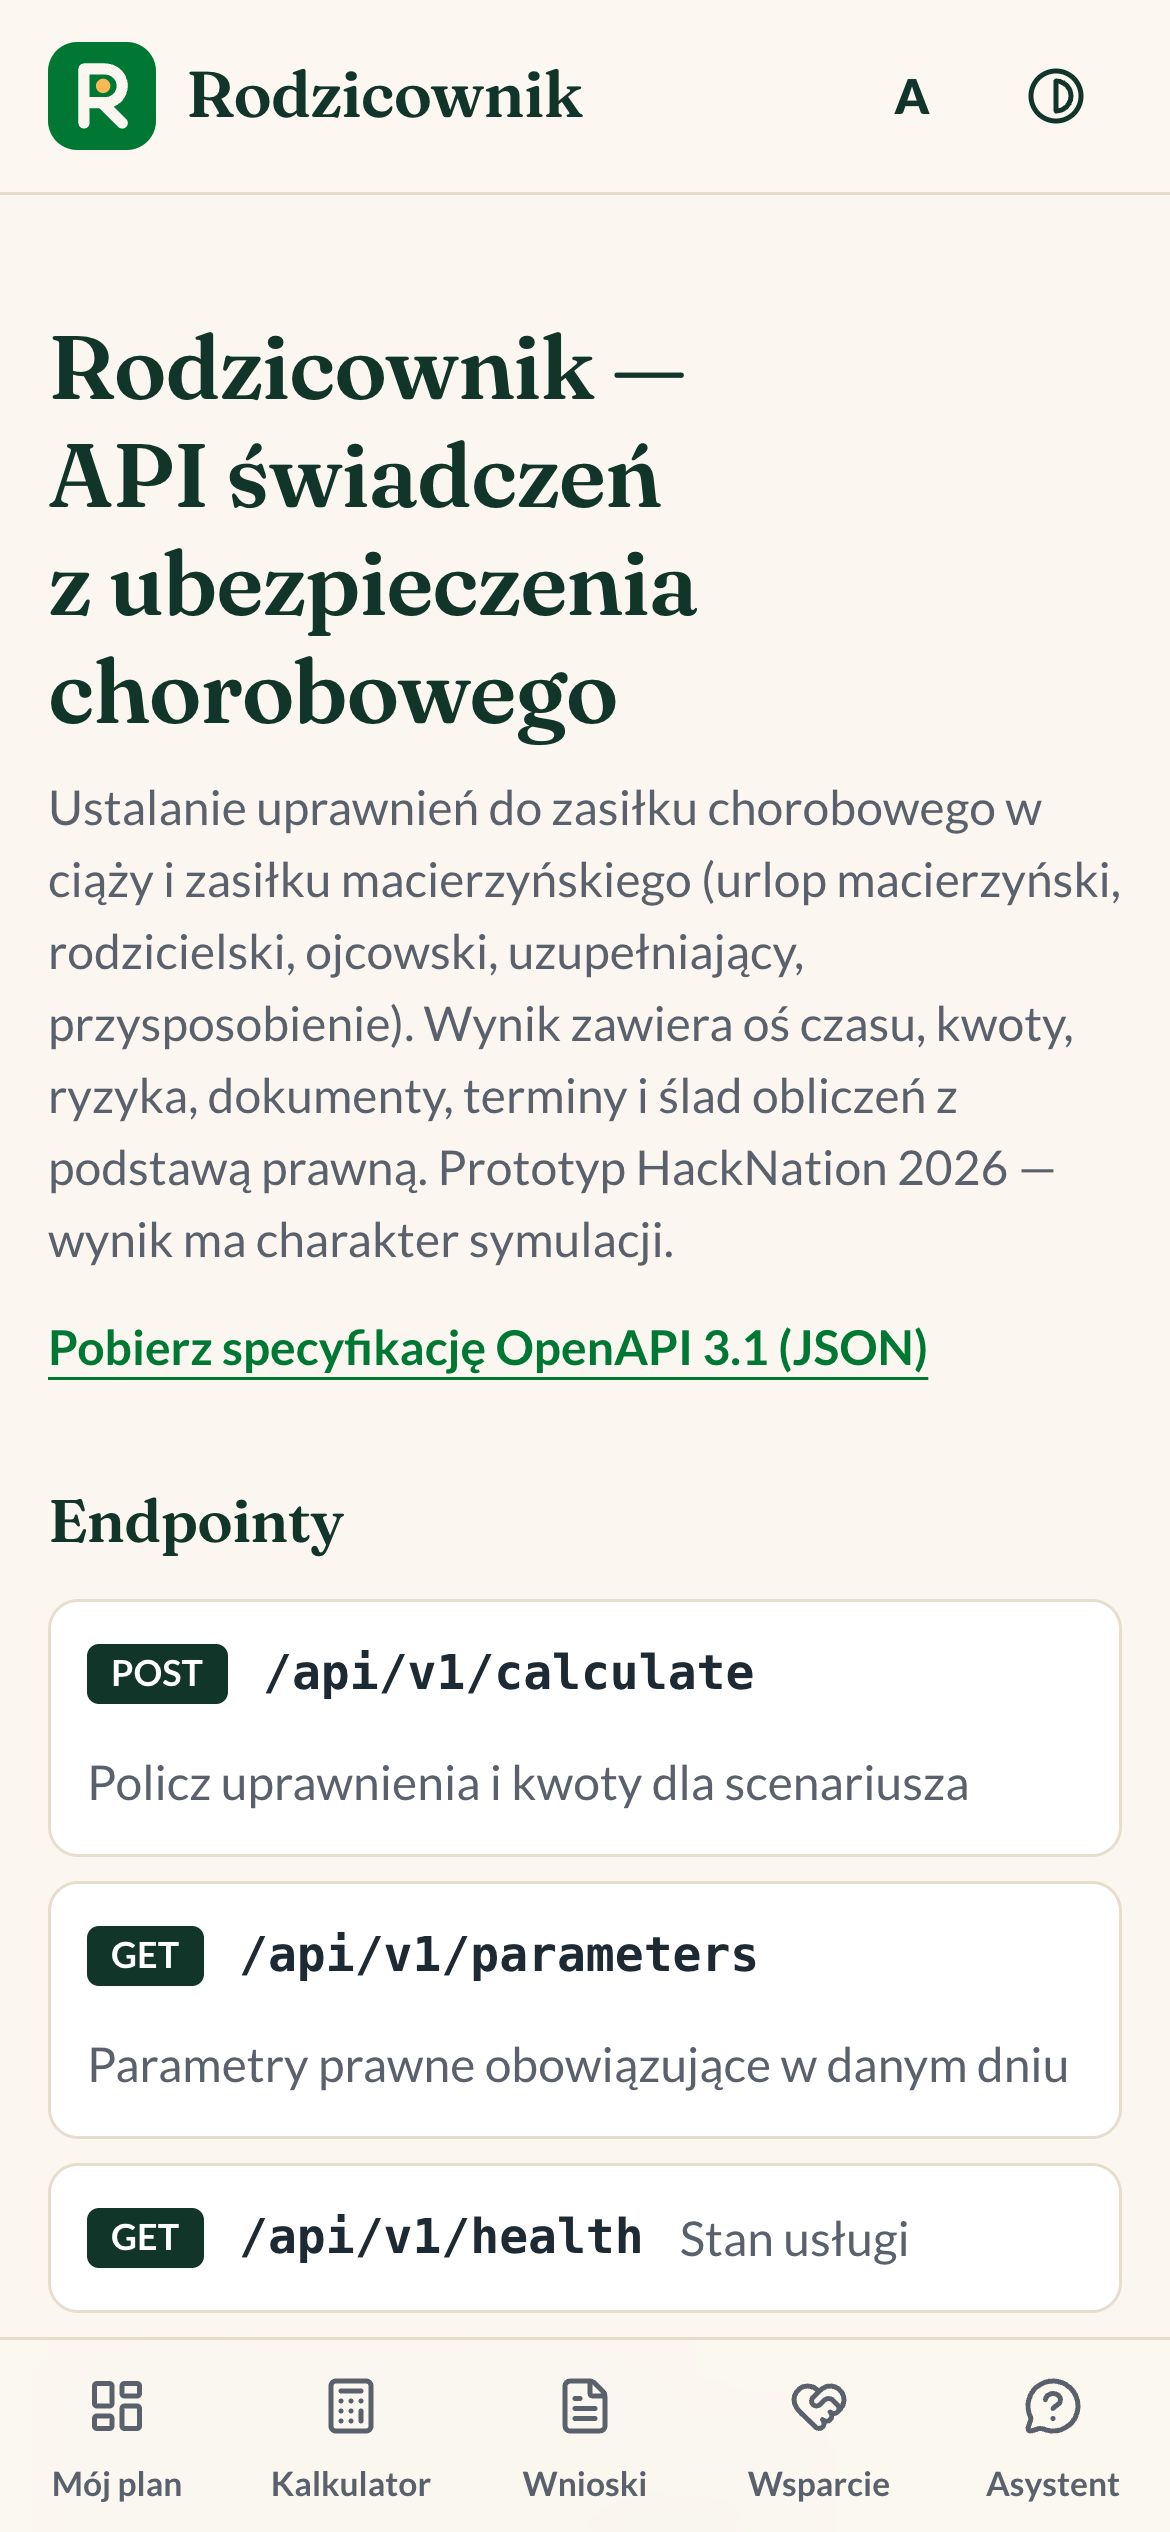 R Rodzicownik A
Rodzicownik —
API świadczeń
z ubezpieczenia
chorobowego
Ustalanie uprawnień do zasiłku chorobowego w
ciąży i zasiłku macierzyńskiego (urlop macierzyński,
rodzicielski, ojcowski, uzupełniający,
przysposobienie). Wynik zawiera oś czasu, kwoty,
ryzyka, dokumenty, terminy i ślad obliczeń z
podstawą prawną. Prototyp HackNation 2026 —
wynik ma charakter symulacji.
Pobierz specyfikację OpenAPI 3.1 (JSON)
Endpointy
POST /api/v1/calculate
Policz uprawnienia i kwoty dla scenariusza
GET /api/v1/parameters
Parametry prawne obowiązujące w danym dniu
GET /api/v1/health Stan usługi
Mój plan Kalkulator Wnioski Wsparcie Asystent